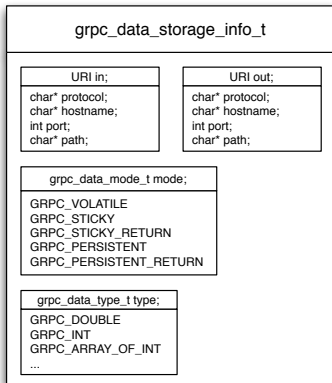 grpc_data_storage_info_t
URI in;
char* protocol;
char* hostname;
int port;
char* path;
URI out;
char* protocol;
char* hostname;
int port;
char* path;
grpc_data_mode_t mode;
GRPC_VOLATILE
GRPC_STICKY
GRPC_STICKY_RETURN
GRPC_PERSISTENT
GRPC_PERSISTENT_RETURN
grpc_data_type_t type;
GRPC_DOUBLE
GRPC_INT
GRPC_ARRAY_OF_INT
...